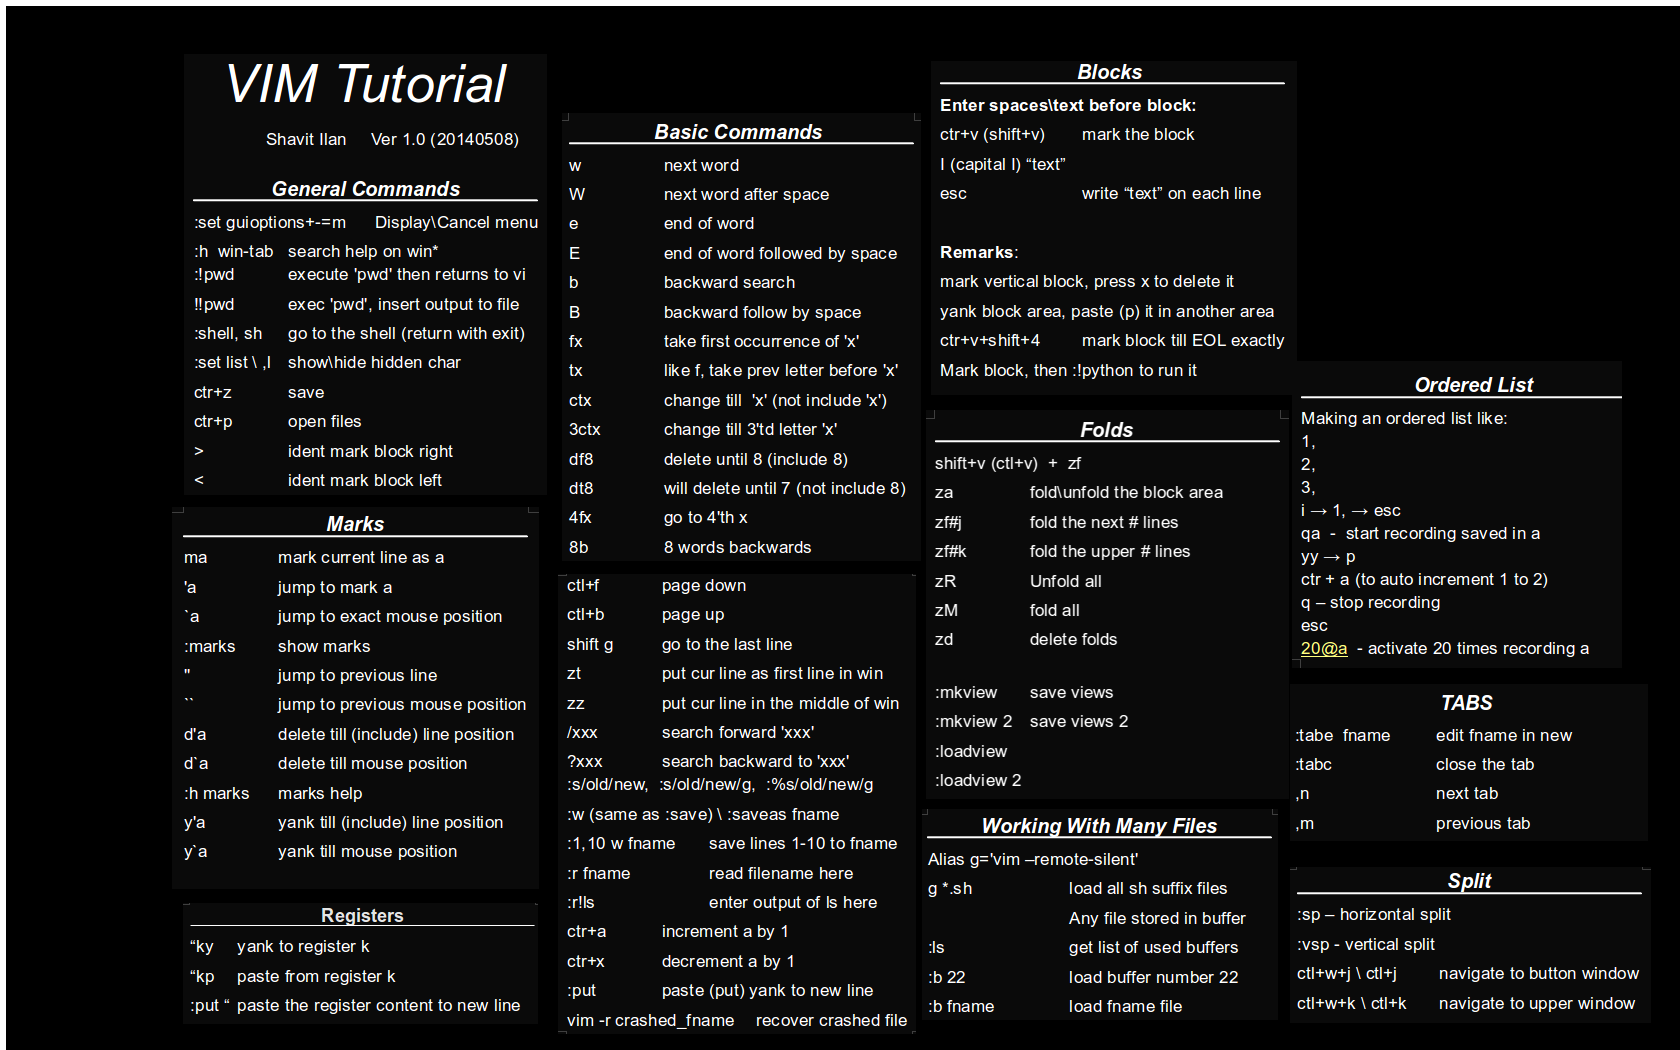 VIM Tutorial
Shavit Ilan Ver 1.0 (20140508)
General Commands
:set guioptions+-=m Display\Cancel menu
:h win-tab search help on win*
:!pwd execute 'pwd' then returns to vi
!!pwd exec 'pwd', insert output to file
:shell, sh go to the shell (return with exit)
:set list \ ,l show\hide hidden char
ctr+z save
ctr+p open files
> ident mark block right
< ident mark block left
Marks
ma mark current line as a
'a jump to mark a
`a jump to exact mouse position
:marks show marks
'' jump to previous line
`` jump to previous mouse position
d'a delete till (include) line position
d`a delete till mouse position
:h marks marks help
y'a yank till (include) line position
y`a yank till mouse position
Registers
“ky yank to register k
“kp paste from register k
:put “ paste the register content to new line
Basic Commands
w next word
W next word after space
e end of word
E end of word followed by space
b backward search
B backward follow by space
fx take first occurrence of 'x'
tx like f, take prev letter before 'x'
ctx change till 'x' (not include 'x')
3ctx change till 3'td letter 'x'
df8 delete until 8 (include 8)
dt8 will delete until 7 (not include 8)
4fx go to 4'th x
8b 8 words backwards
ctl+f page down
ctl+b page up
shift g go to the last line
zt put cur line as first line in win
zz put cur line in the middle of win
/xxx search forward 'xxx'
?xxx search backward to 'xxx'
:s/old/new, :s/old/new/g, :%s/old/new/g
:w (same as :save) \ :saveas fname
:1,10 w fname save lines 1-10 to fname
:r fname read filename here
:r!ls enter output of ls here
ctr+a increment a by 1
ctr+x decrement a by 1
:put paste (put) yank to new line
vim -r crashed_fname recover crashed file
Blocks
Enter spaces\text before block:
ctr+v (shift+v) mark the block
I (capital I) “text”
esc write “text” on each line
Remarks:
mark vertical block, press x to delete it
yank block area, paste (p) it in another area
ctr+v+shift+4 mark block till EOL exactly
Mark block, then :!python to run it
Folds
shift+v (ctl+v) + zf
za fold\unfold the block area
zf#j fold the next # lines
zf#k fold the upper # lines
zR Unfold all
zM fold all
zd delete folds
:mkview save views
:mkview 2 save views 2
:loadview
:loadview 2
Working With Many Files
Alias g='vim –remote-silent'
g *.sh load all sh suffix files
Any file stored in buffer
:ls get list of used buffers
:b 22 load buffer number 22
:b fname load fname file
Ordered List
Making an ordered list like:
1,
2,
3,
i → 1, → esc
qa - start recording saved in a
yy → p
ctr + a (to auto increment 1 to 2)
q – stop recording
esc
20@a - activate 20 times recording a
TABS
:tabe fname edit fname in new
:tabc close the tab
,n next tab
,m previous tab
Split
:sp – horizontal split
:vsp - vertical split
ctl+w+j \ ctl+j navigate to button window
ctl+w+k \ ctl+k navigate to upper window